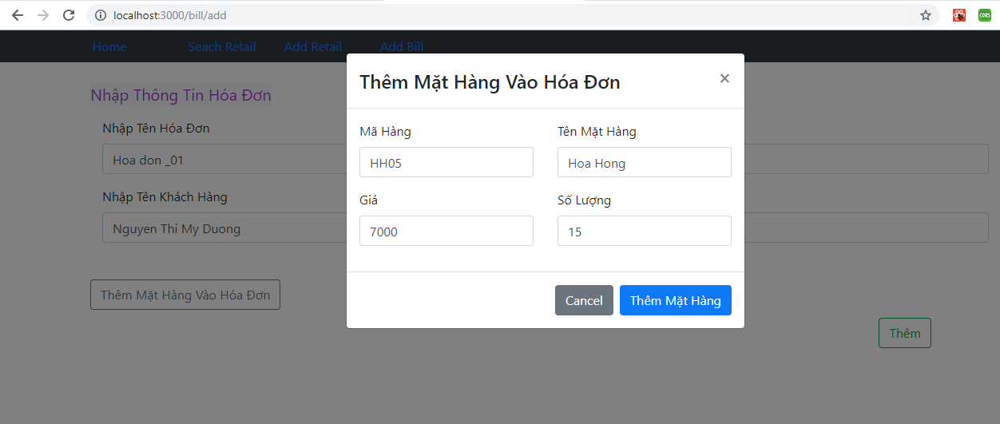 localhost:3000/bill/add
CORS
Home Seach Retail Add Retail Add Bill
Thêm Mặt Hàng Vào Hóa Đơn ×
Nhập Thông Tin Hóa Đơn
Nhập Tên Hóa Đơn
Hoa don _01
Nhập Tên Khách Hàng
Nguyen Thi My Duong
Mã Hàng
HH05
Tên Mặt Hàng
Hoa Hong
Giá
7000
Số Lượng
15
Cancel Thêm Mặt Hàng
Thêm Mặt Hàng Vào Hóa Đơn
Thêm